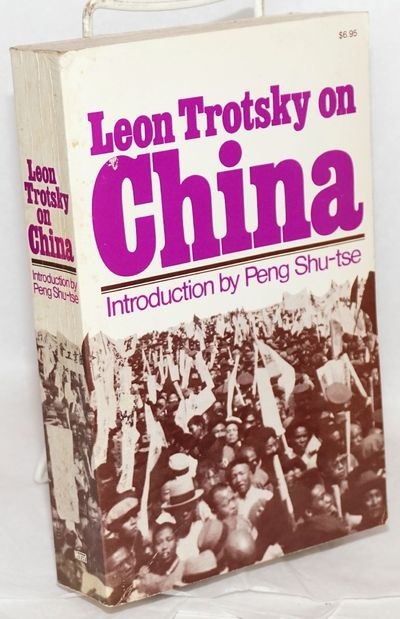 $6.95
Leon Trotsky on
China
Introduction by Peng Shu-tse
Leon
Trotsky
on
China
Introduction by
Peng Shu-tse